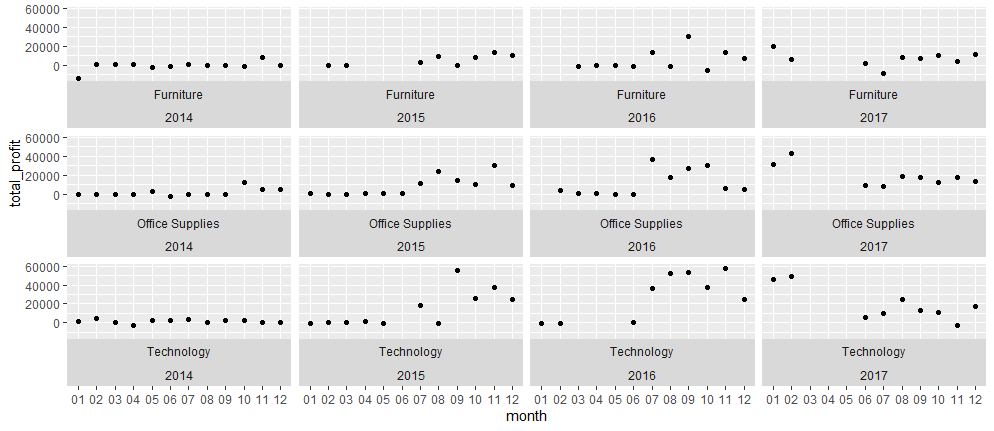 60000
40000
20000
0
Furniture Furniture Furniture Furniture
2014 2015 2016 2017
total_profit
60000
40000
20000
0
Office Supplies Office Supplies Office Supplies Office Supplies
2014 2015 2016 2017
60000
40000
20000
0
Technology Technology Technology Technology
2014 2015 2016 2017
01 02 03 04 05 06 07 08 09 10 11 12 01 02 03 04 05 06 07 08 09 10 11 12 01 02 03 04 05 06 07 08 09 10 11 12 01 02 03 04 05 06 07 08 09 10 11 12
month